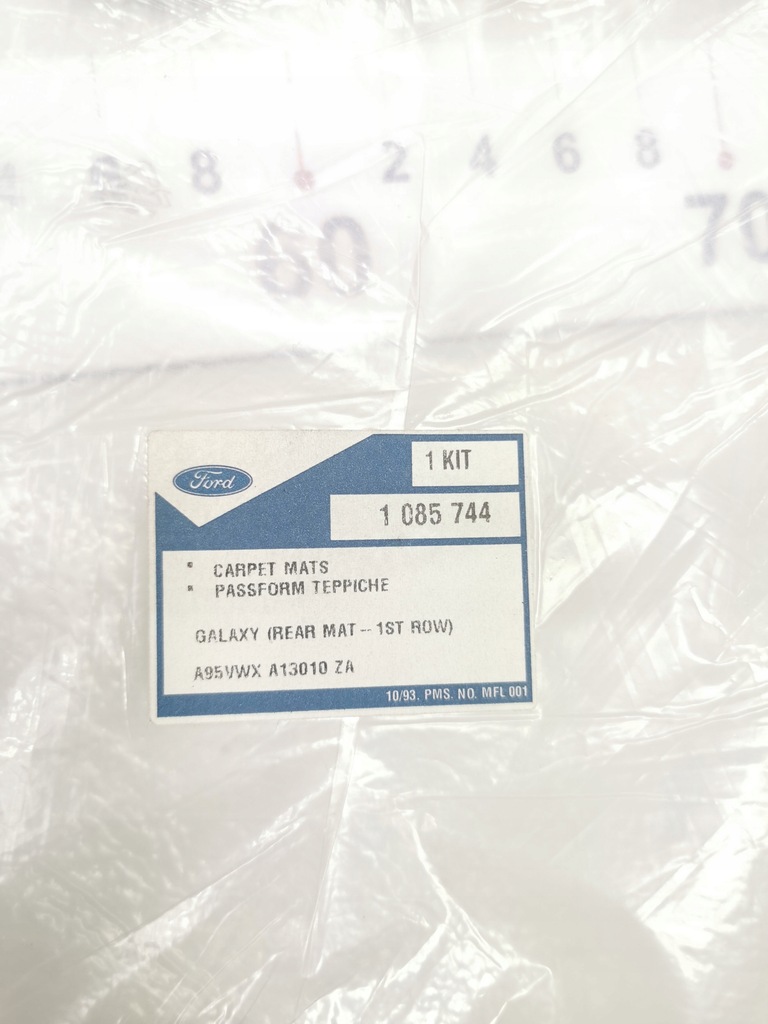 8 2 4 6 8
60 70
Ford
1 KIT
1 085 744
* CARPET MATS
* PASSFORM TEPPICHE
GALAXY (REAR MAT - 1ST ROW)
A95VWX A13010 ZA
10/93. PMS. NO. MFL 001